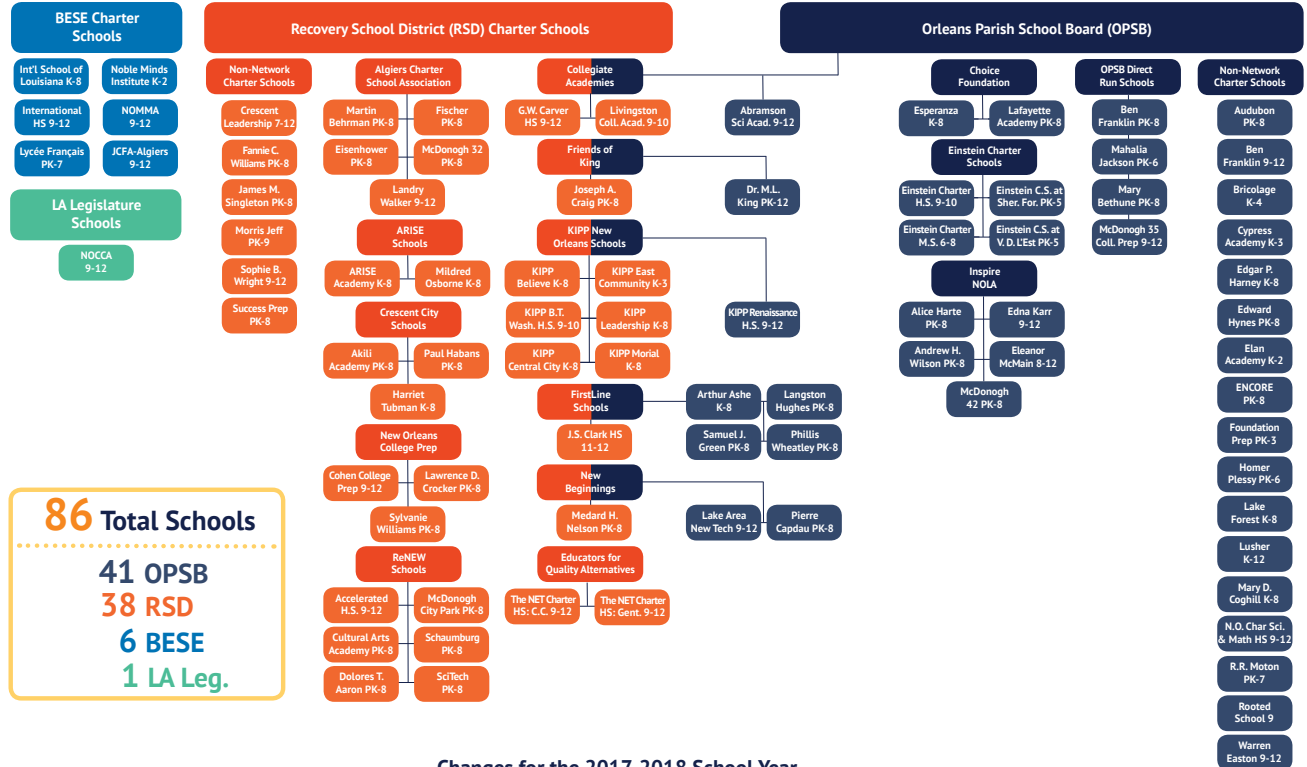 BESE Charter
Schools
Int'l School of
Louisiana K-8
Noble Minds
Institute K-2
International
HS 9-12
NOMMA
9-12
Lycée Français
PK-7
JCFA-Algiers
9-12
LA Legislature
Schools
NOCCA
9-12
Recovery School District (RSD) Charter Schools
Non-Network
Charter Schools
Crescent
Leadership 7-12
Fannie C.
Williams PK-8
James M.
Singleton PK-8
Morris Jeff
PK-9
Sophie B.
Wright 9-12
Success Prep
PK-8
Algiers Charter
School Association
Martin
Behrman PK-8
Fischer
PK-8
Eisenhower
PK-8
McDonogh 32
PK-8
Landry
Walker 9-12
ARISE
Schools
ARISE
Academy K-8
Mildred
Osborne K-8
Crescent City
Schools
Akili
Academy PK-8
Paul Habans
PK-8
Harriet
Tubman K-8
New Orleans
College Prep
Cohen College
Prep 9-12
Lawrence D.
Crocker PK-8
Sylvanie
Williams PK-8
ReNEW
Schools
Accelerated
H.S. 9-12
McDonogh
City Park PK-8
Cultural Arts
Academy PK-8
Schaumburg
PK-8
Dolores T.
Aaron PK-8
SciTech
PK-8
Collegiate
Academies
G.W. Carver
HS 9-12
Livingston
Coll. Acad. 9-10
Abramson
Sci Acad. 9-12
Friends of
King
Joseph A.
Craig PK-8
Dr. M.L.
King PK-12
KIPP New
Orleans Schools
KIPP
Believe K-8
KIPP East
Community K-3
KIPP B.T.
Wash. H.S. 9-10
KIPP
Leadership K-8
KIPP
Central City K-8
KIPP Morial
K-8
KIPP Renaissance
H.S. 9-12
FirstLine
Schools
J.S. Clark HS
11-12
Arthur Ashe
K-8
Langston
Hughes PK-8
Samuel J.
Green PK-8
Phillis
Wheatley PK-8
New
Beginnings
Medard H.
Nelson PK-8
Lake Area
New Tech 9-12
Pierre
Capdau PK-8
Educators for
Quality Alternatives
The NET Charter
HS: C.C. 9-12
The NET Charter
HS: Gent. 9-12
Orleans Parish School Board (OPSB)
Choice
Foundation
Esperanza
K-8
Lafayette
Academy PK-8
Einstein Charter
Schools
Einstein Charter
H.S. 9-10
Einstein C.S. at
Sher. For. PK-5
Einstein Charter
M.S. 6-8
Einstein C.S. at
V. D. L'Est PK-5
Inspire
NOLA
Alice Harte
PK-8
Edna Karr
9-12
Andrew H.
Wilson PK-8
Eleanor
McMain 8-12
McDonogh
42 PK-8
OPSB Direct
Run Schools
Ben
Franklin PK-8
Mahalia
Jackson PK-6
Mary
Bethune PK-8
McDonogh 35
Coll. Prep 9-12
Non-Network
Charter Schools
Audubon
PK-8
Ben
Franklin 9-12
Bricolage
K-4
Cypress
Academy K-3
Edgar P.
Harney K-8
Edward
Hynes PK-8
Elan
Academy K-2
ENCORE
PK-8
Foundation
Prep PK-3
Homer
Plessy PK-6
Lake
Forest K-8
Lusher
K-12
Mary D.
Coghill K-8
N.O. Char Sci.
& Math HS 9-12
R.R. Moton
PK-7
Rooted
School 9
Warren
Easton 9-12
86 Total Schools
41 OPSB
38 RSD
6 BESE
1 LA Leg.
Changes for the 2017-2018 School Year